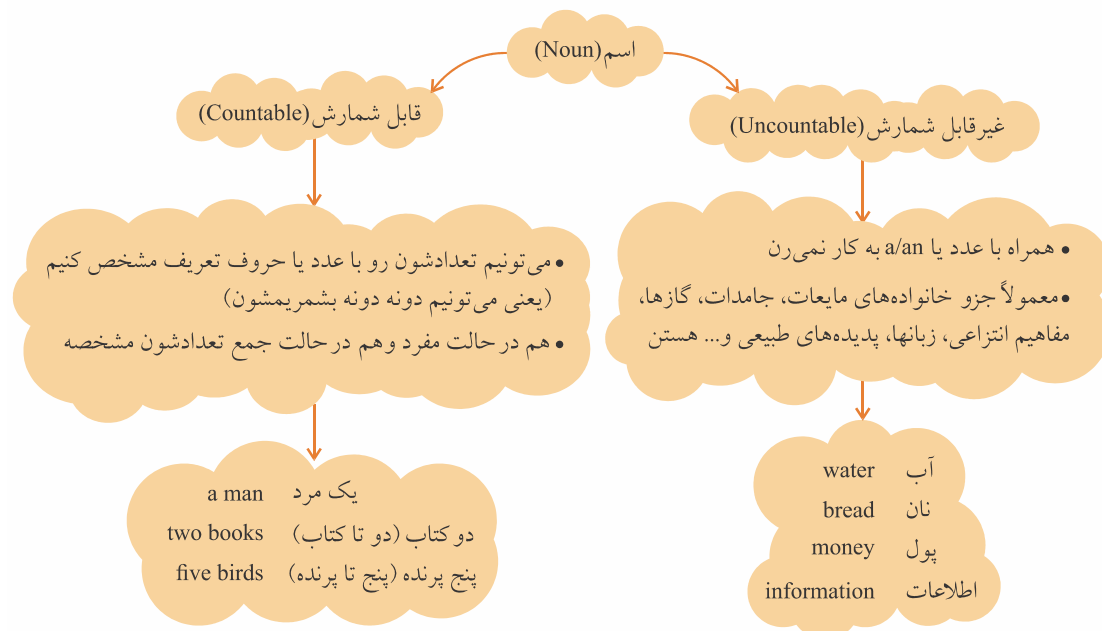 اسم (Noun)
قابل شمارش (Countable)
غیرقابل شمارش (Uncountable)
• می‌تونیم تعدادشون رو با عدد یا حروف تعریف مشخص کنیم
(یعنی می‌تونیم دونه دونه بشمریمشون)
• هم در حالت مفرد و هم در حالت جمع تعدادشون مشخصه
• همراه با عدد یا a/an به کار نمی‌رن
• معمولاً جزو خانواده‌های مایعات، جامدات، گازها،
مفاهیم انتزاعی، زبانها، پدیده‌های طبیعی و... هستن
a man یک مرد
two books دو کتاب (دو تا کتاب)
five birds پنج پرنده (پنج تا پرنده)
water آب
bread نان
money پول
information اطلاعات